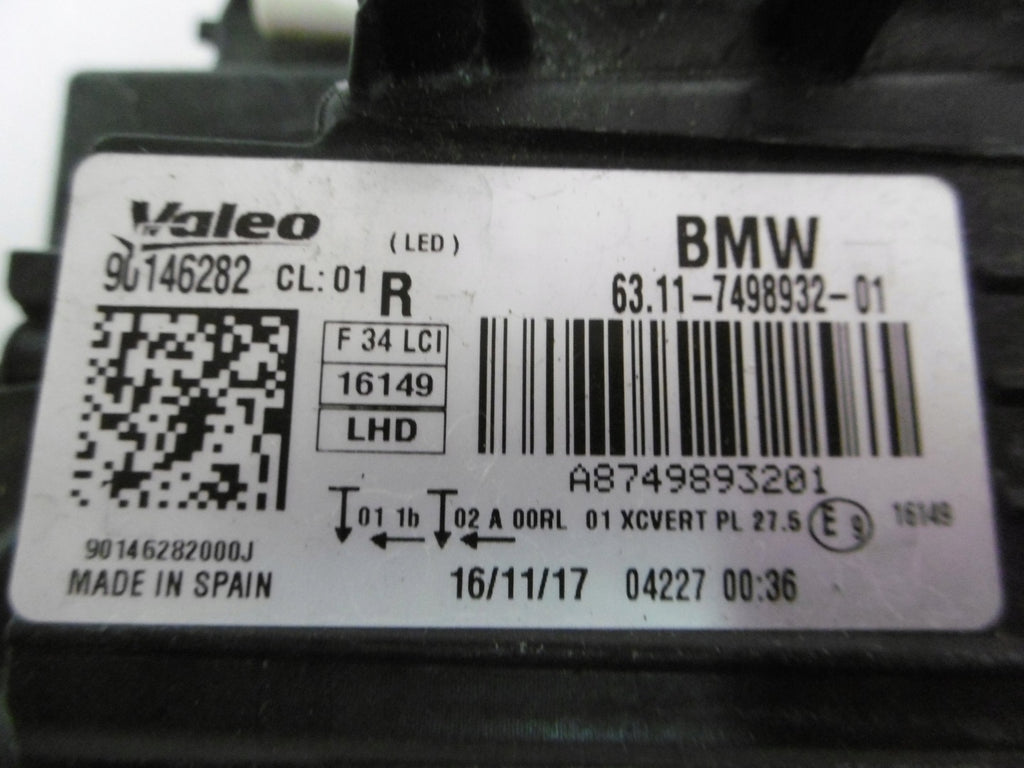 Valeo
(LED)
BMW
90146282 CL: 01 R
63.11-7498932-01
F 34 LCI
16149
LHD
A8749893201
01 1b 02 A 00RL 01 XCVERT PL 27.5 E 9 16149
90146282000J
MADE IN SPAIN
16/11/17 04227 00:36